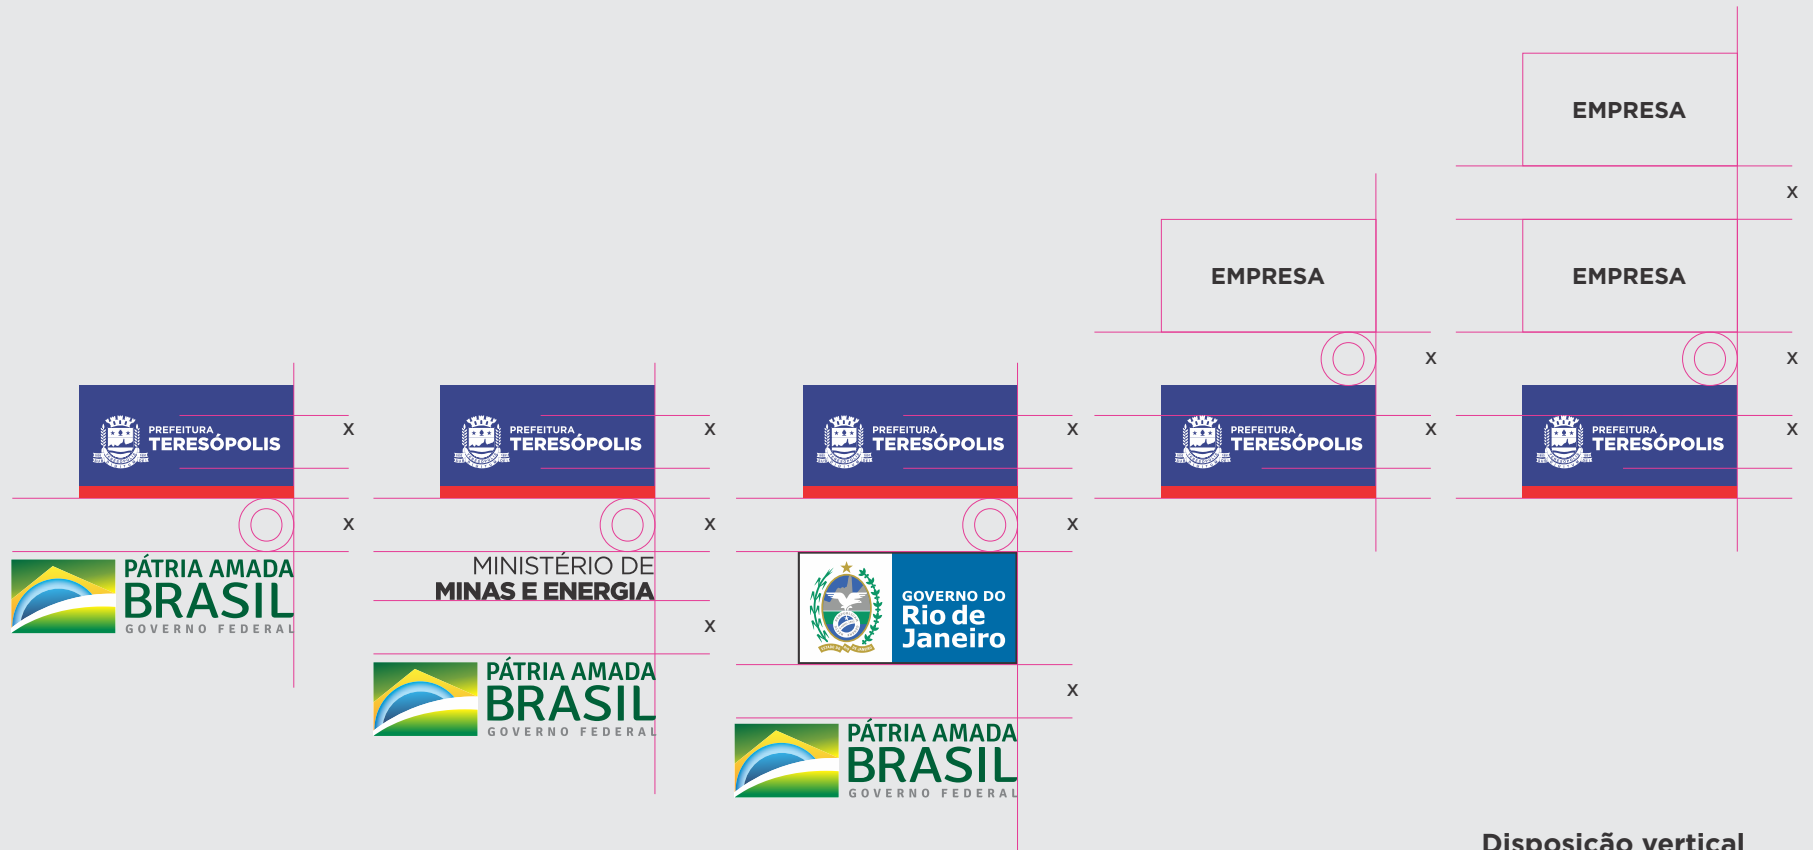 PREFEITURA
TERESÓPOLIS
X
X
PÁTRIA AMADA
BRASIL
GOVERNO FEDERAL
PREFEITURA
TERESÓPOLIS
X
X
MINISTÉRIO DE
MINAS E ENERGIA
X
PÁTRIA AMADA
BRASIL
GOVERNO FEDERAL
PREFEITURA
TERESÓPOLIS
X
X
GOVERNO DO
Rio de
Janeiro
X
PÁTRIA AMADA
BRASIL
GOVERNO FEDERAL
EMPRESA
X
PREFEITURA
TERESÓPOLIS
X
EMPRESA
X
EMPRESA
X
PREFEITURA
TERESÓPOLIS
X
Disposição vertical